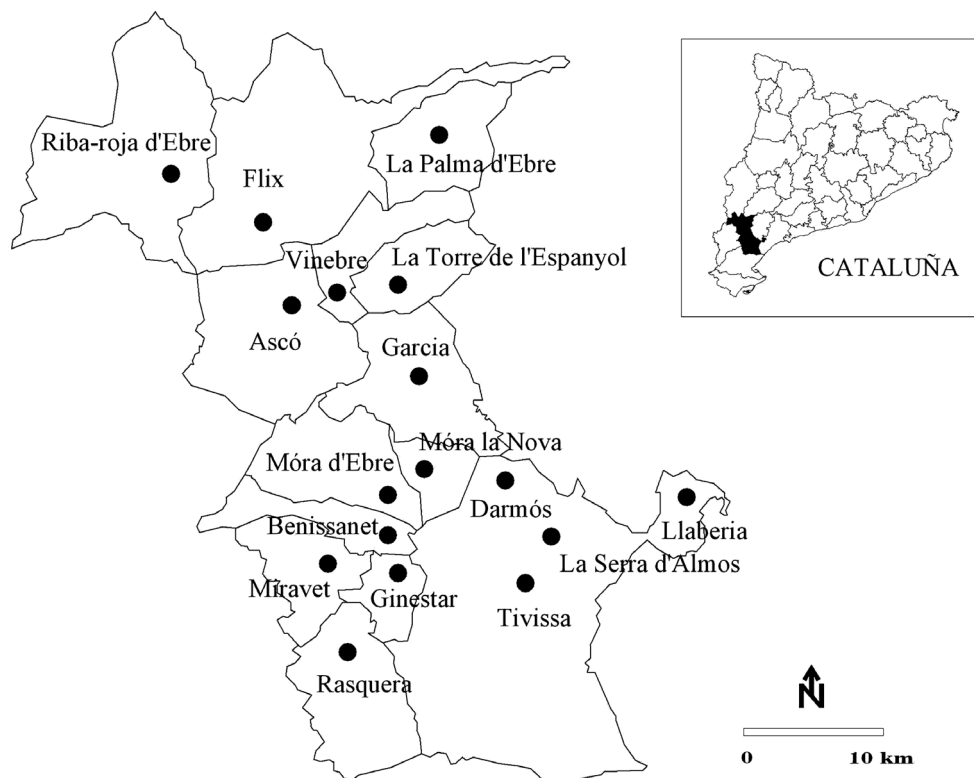 Riba-roja d'Ebre
La Palma d'Ebre
Flix
Vinebre
La Torre de l'Espanyol
CATALUÑA
Ascó
Garcia
Móra la Nova
Móra d'Ebre
Darmós
Benissanet
Llaberia
La Serra d'Almos
Miravet
Ginestar
Tivissa
Rasquera
N
0 10 km